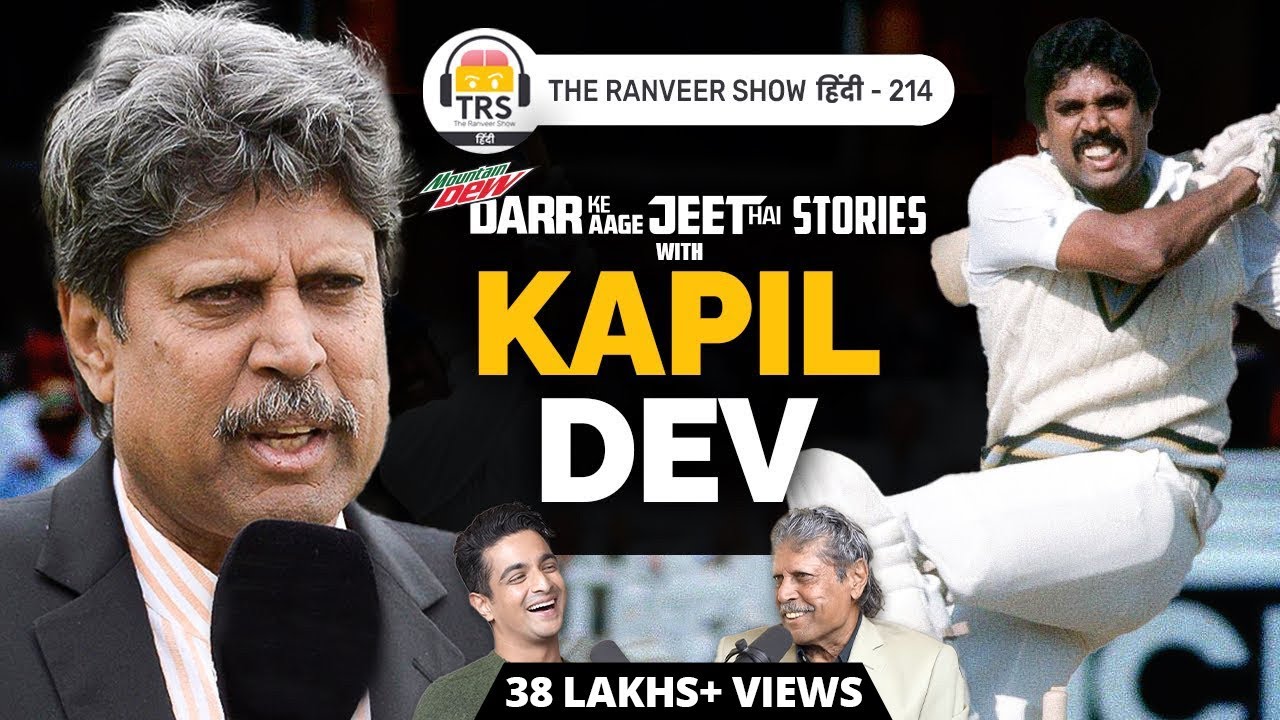 THE RANVEER SHOW हिंदी - 214
TRS
The Ranveer Show
हिंदी
Mountain
DEW
DARR KE AAGE JEET HAI STORIES
WITH
KAPIL
DEV
38 LAKHS+ VIEWS